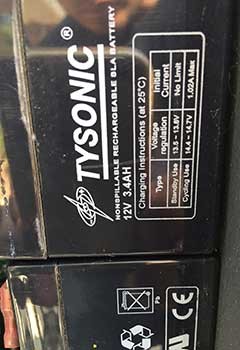 TYSONIC®
NONSPILLABLE RECHARGEABLE SLA BATTERY
12V 3.4AH
Charging Instructions (at 25°C)
Type Voltage regulation Initial Current
Standby Use 13.5 - 13.8V No Limit
Cycling Use 14.4 - 14.7V 1.02A Max
Pb
CE